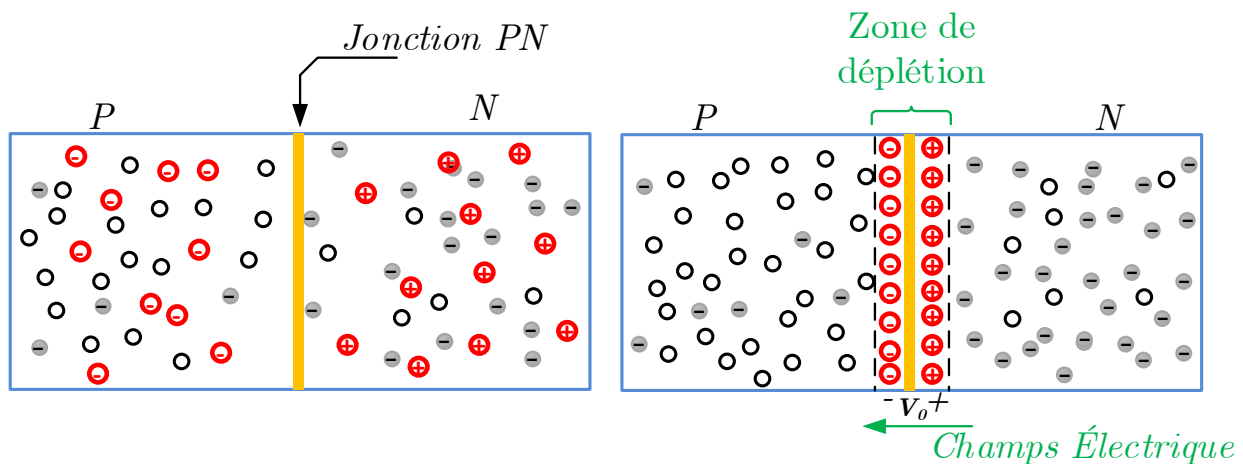 Jonction PN
P
N
Zone de
déplétion
P
N
- V₀ +
Champs Électrique